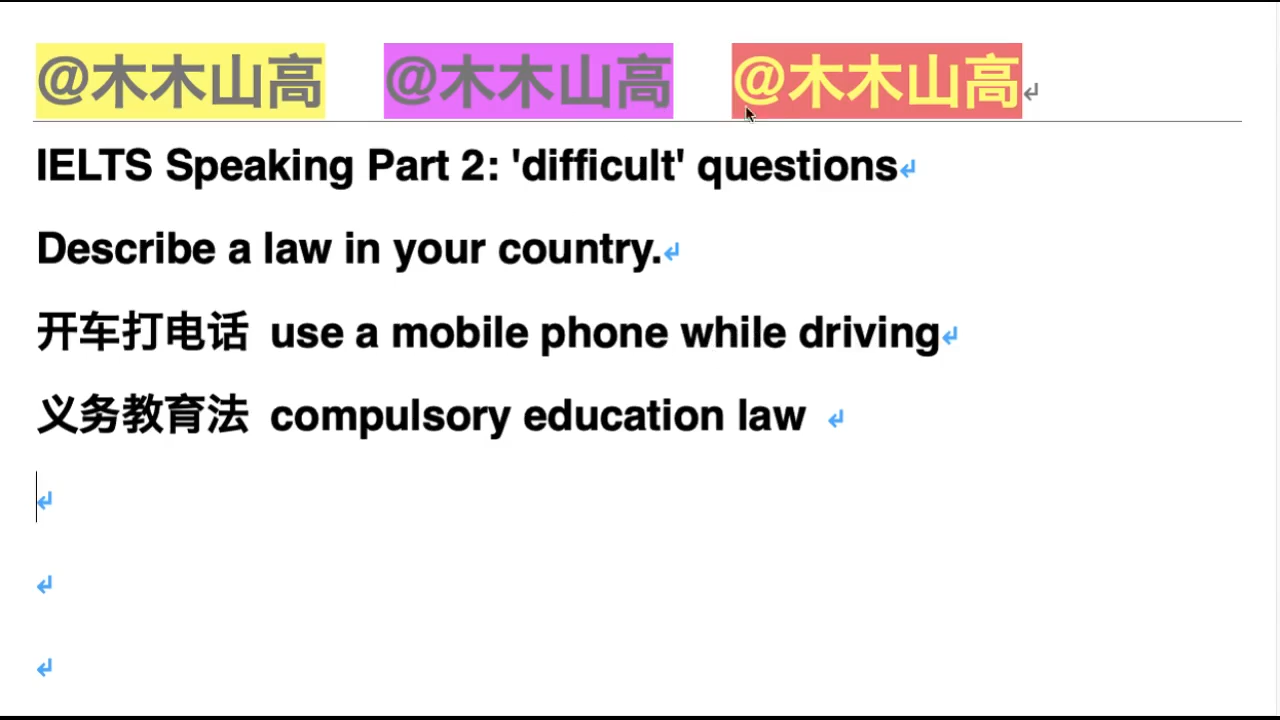 @木木山高 @木木山高 @木木山高
IELTS Speaking Part 2: 'difficult' questions
Describe a law in your country.
开车打电话 use a mobile phone while driving
义务教育法 compulsory education law